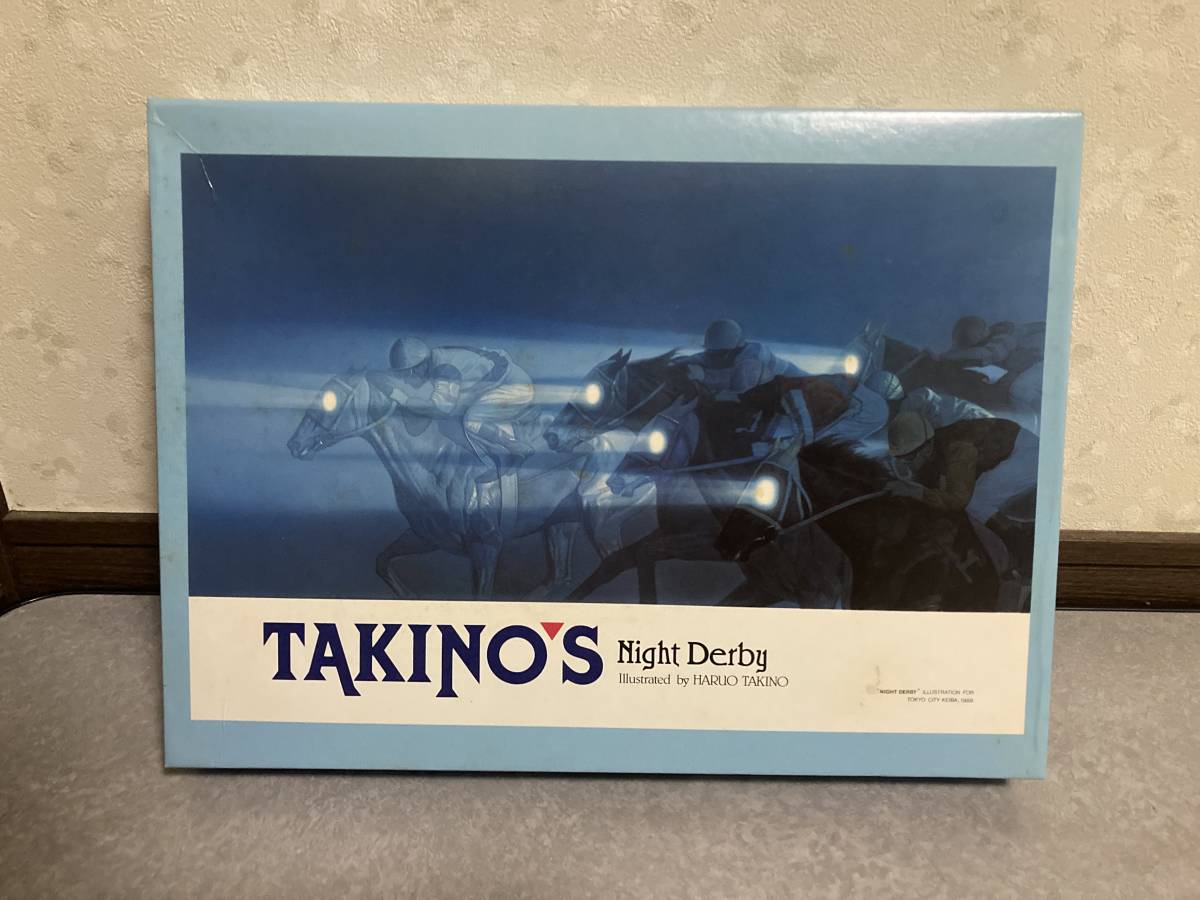 TAKINO'S
Night Derby
Illustrated by HARUO TAKINO
"NIGHT DERBY" ILLUSTRATION FOR
TOKYO CITY KEIBA,